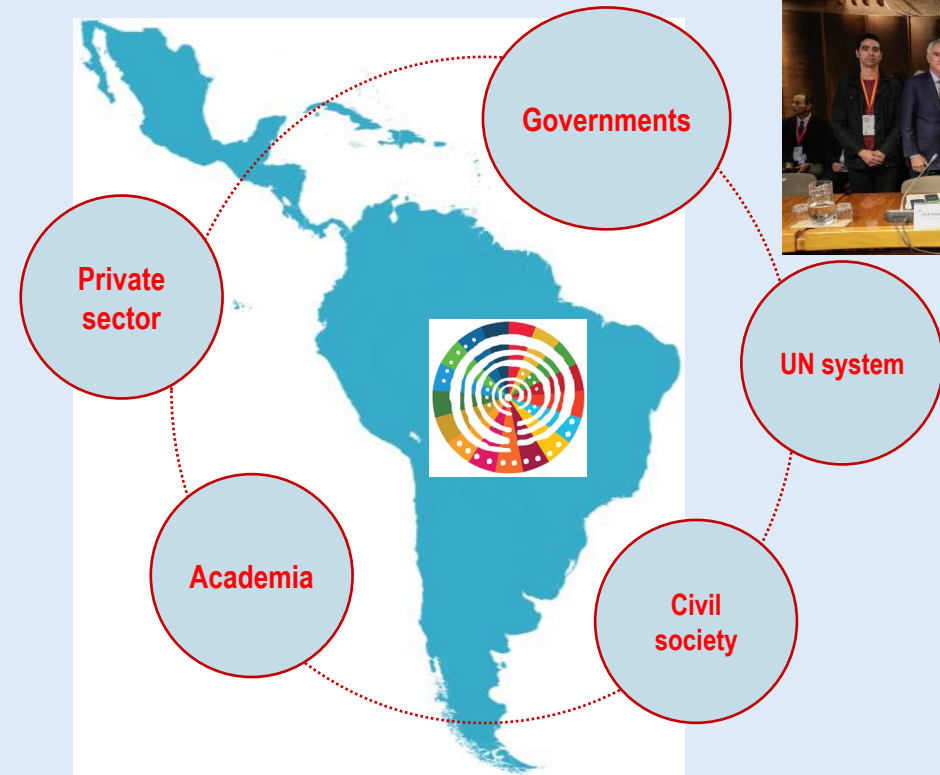 Governments
Private
sector
UN system
Academia
Civil
society